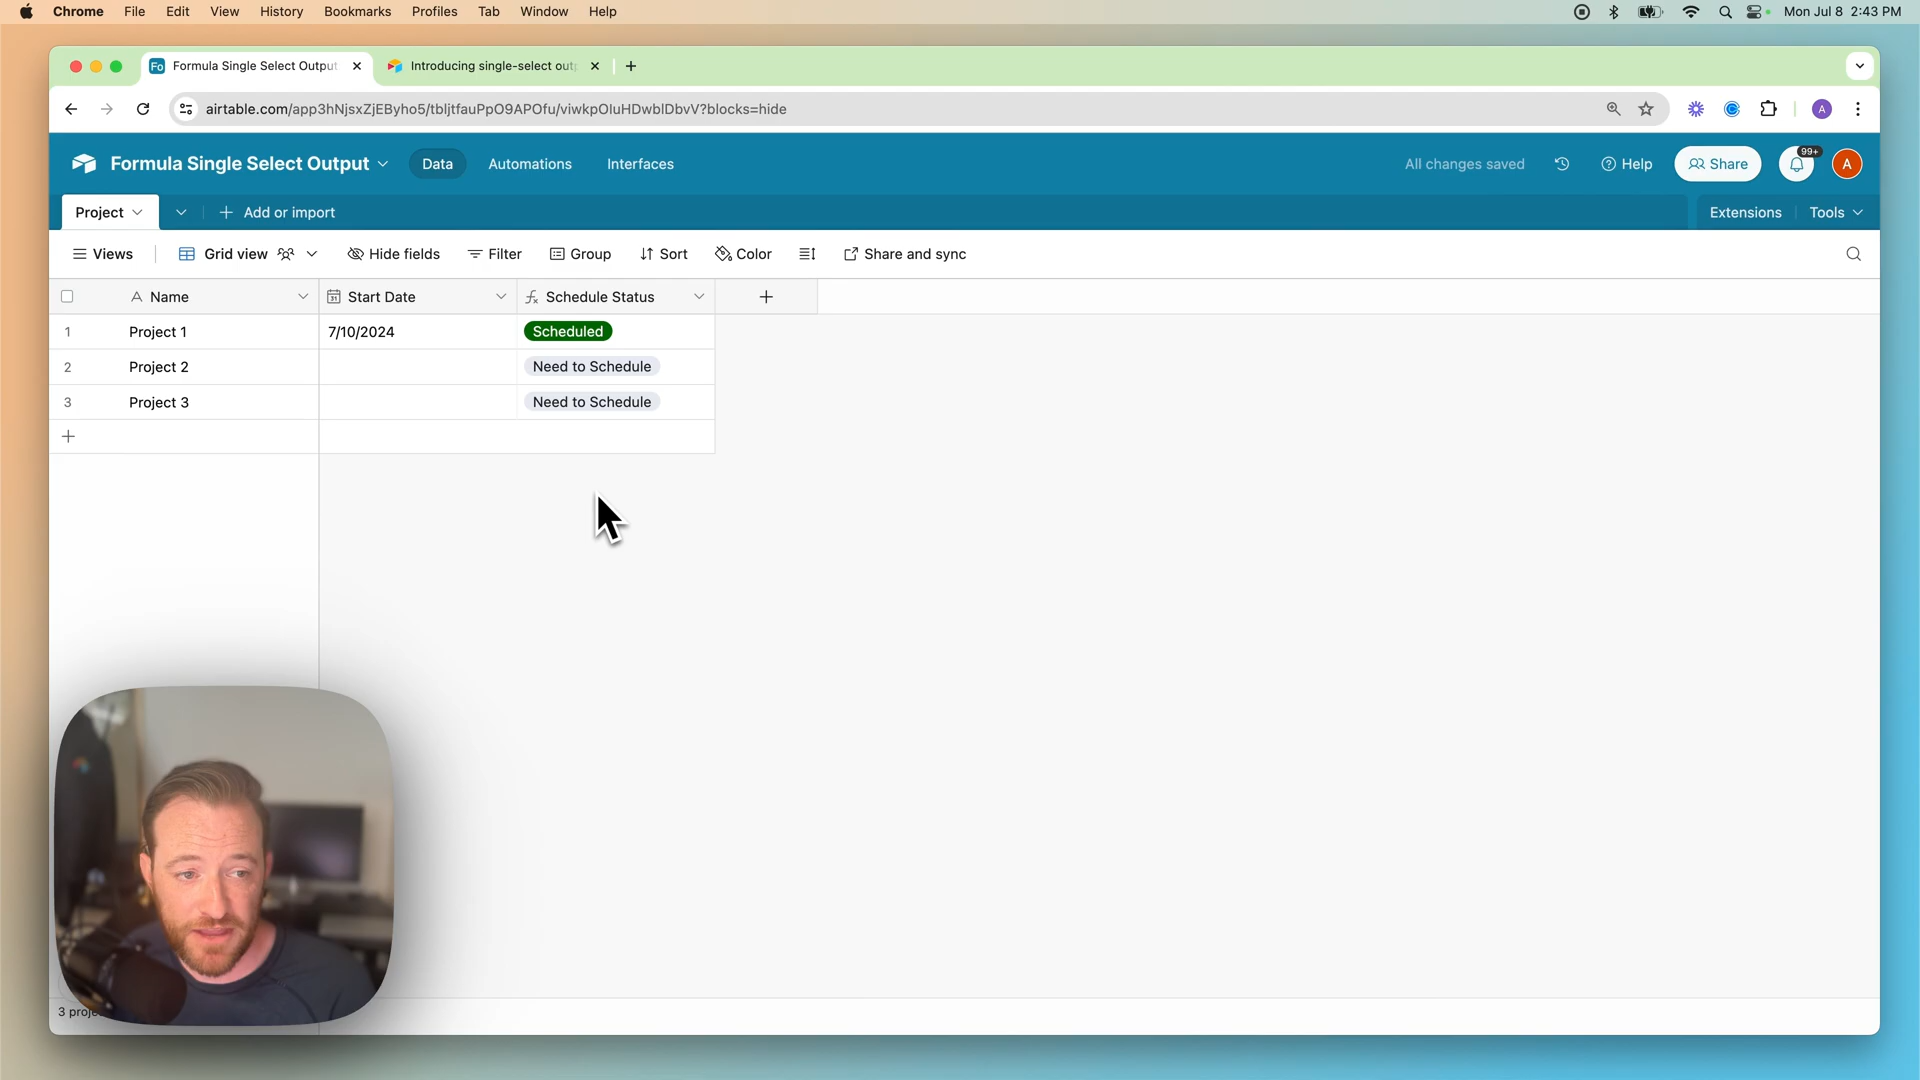 Chrome File Edit View History Bookmarks Profiles Tab Window Help Mon Jul 8 2:43 PM
Fo Formula Single Select Output Introducing single-select out
airtable.com/app3hNjsxZjEByho5/tbljtfauPpO9APOfu/viwkpOluHDwblDbvV?blocks=hide A
Formula Single Select Output Data Automations Interfaces All changes saved Help Share 99+ A
Project Add or import Extensions Tools
Views Grid view Hide fields Filter Group Sort Color Share and sync
A Name 31 Start Date fx Schedule Status
1 Project 1 7/10/2024 Scheduled
2 Project 2 Need to Schedule
3 Project 3 Need to Schedule
3